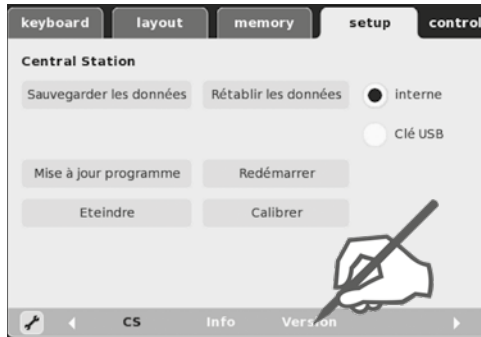 keyboard layout memory setup control
Central Station
Sauvegarder les données Rétablir les données interne
Clé USB
Mise à jour programme Redémarrer
Eteindre Calibrer
CS Info Version